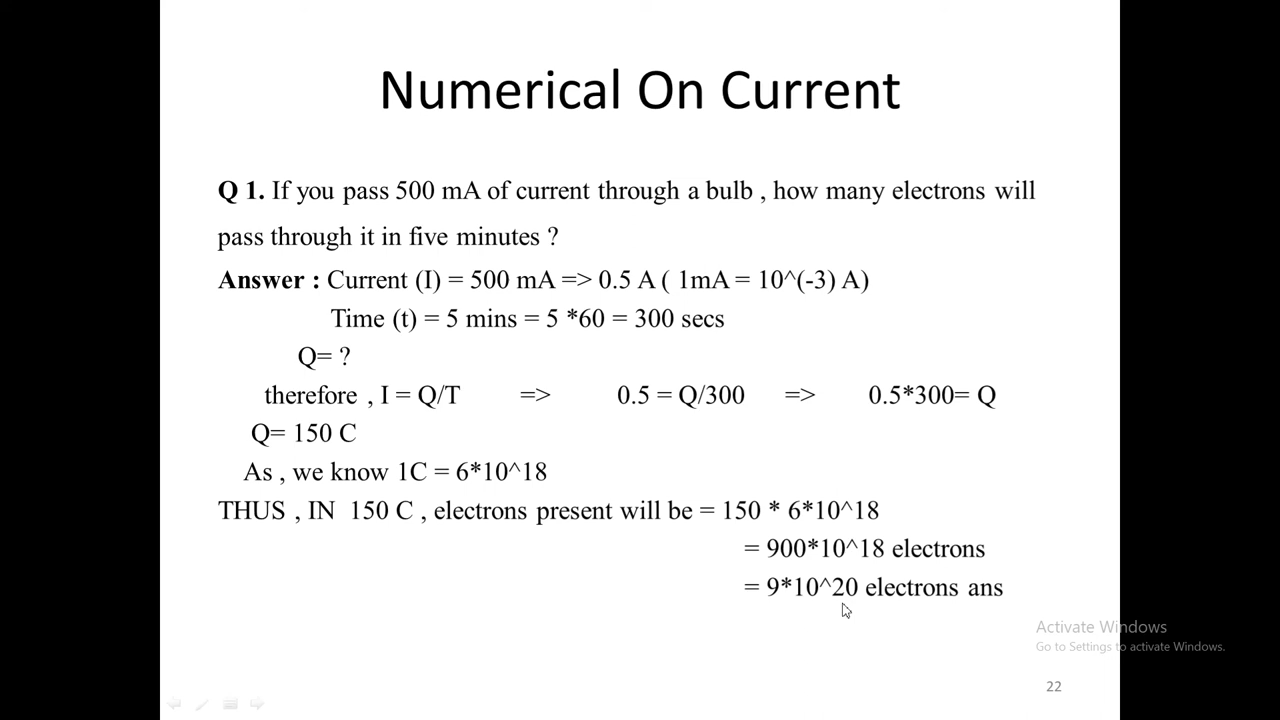 Numerical On Current
Q 1. If you pass 500 mA of current through a bulb , how many electrons will
pass through it in five minutes ?
Answer : Current (I) = 500 mA => 0.5 A ( 1mA = 10^(-3) A)
Time (t) = 5 mins = 5 *60 = 300 secs
Q= ?
therefore , I = Q/T => 0.5 = Q/300 => 0.5*300= Q
Q= 150 C
As , we know 1C = 6*10^18
THUS , IN 150 C , electrons present will be = 150 * 6*10^18
= 900*10^18 electrons
= 9*10^20 electrons ans
Activate Windows
Go to Settings to activate Windows.
22